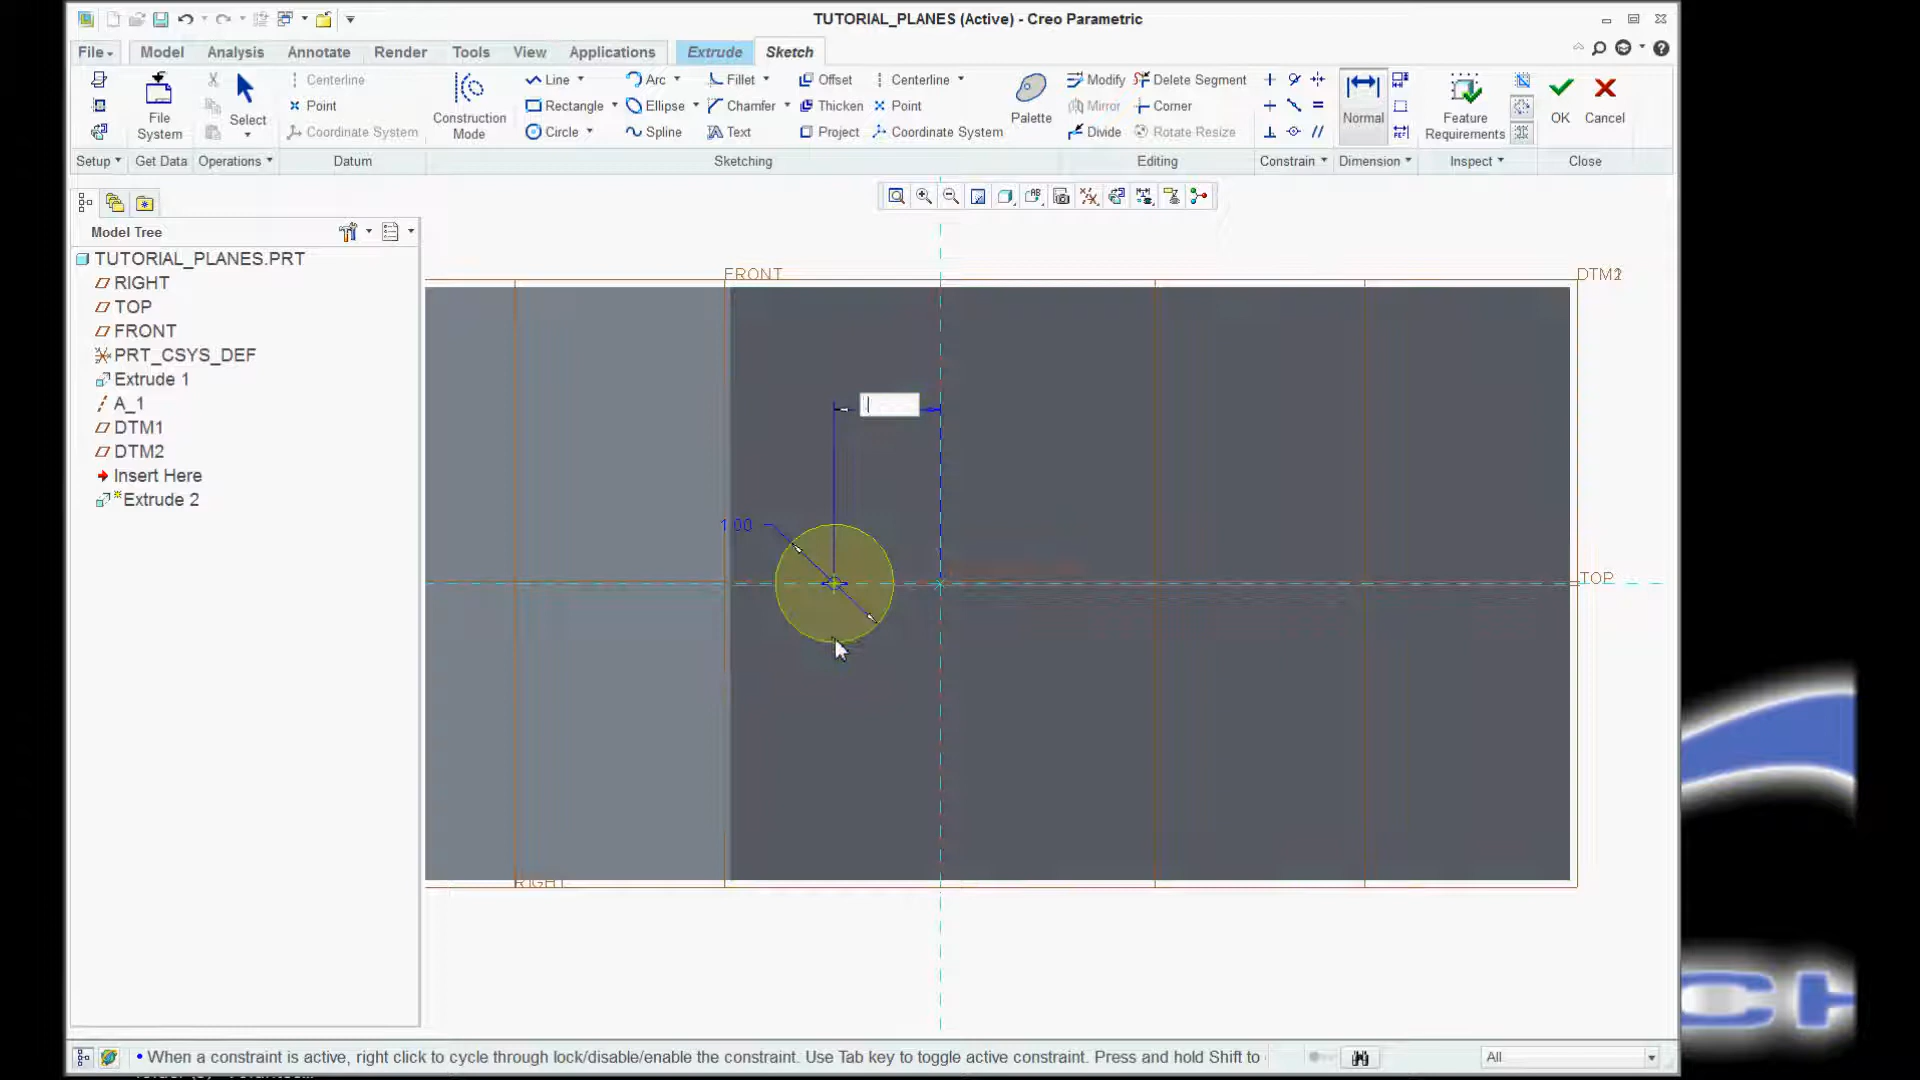 TUTORIAL_PLANES (Active) - Creo Parametric
File Model Analysis Annotate Render Tools View Applications Extrude Sketch
Centerline Line Arc Fillet Offset Centerline Modify Delete Segment
Point Rectangle Ellipse Chamfer Thicken Point Mirror Corner
File System Select Coordinate System Construction Mode Circle Spline Text Project Coordinate System Palette Divide Rotate Resize Normal Feature Requirements OK Cancel
Setup Get Data Operations Datum Sketching Editing Constrain Dimension Inspect Close
Model Tree
TUTORIAL_PLANES.PRT
RIGHT
TOP
FRONT
PRT_CSYS_DEF
Extrude 1
A_1
DTM1
DTM2
Insert Here
Extrude 2
FRONT
1.00
TOP
RIGHT
When a constraint is active, right click to cycle through lock/disable/enable the constraint. Use Tab key to toggle active constraint. Press and hold Shift to
All